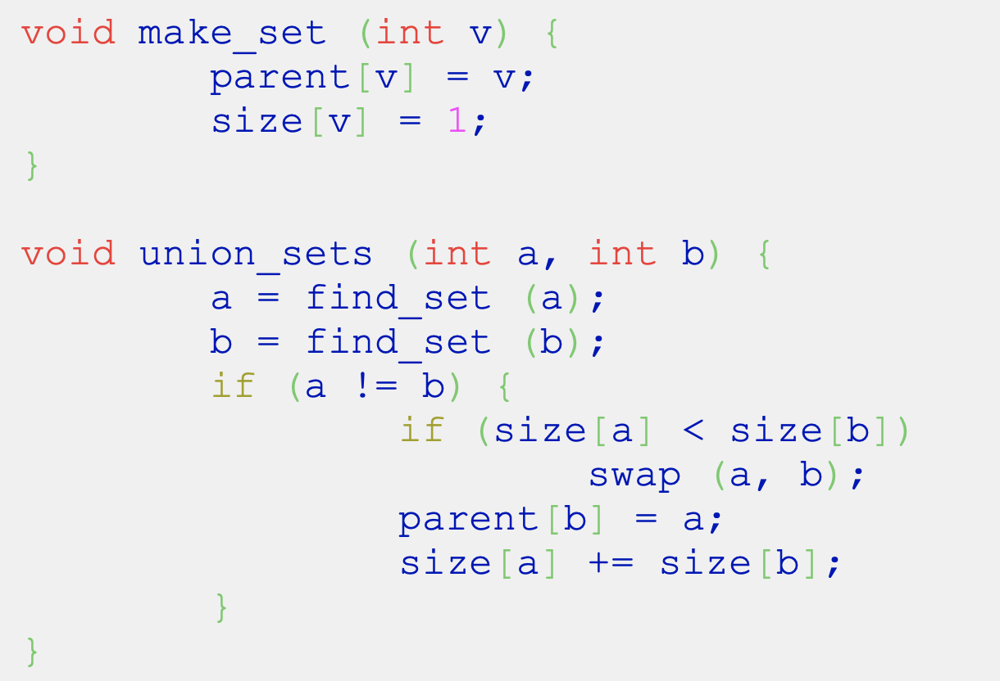 void make_set (int v) {
        parent[v] = v;
        size[v] = 1;
}

void union_sets (int a, int b) {
        a = find_set (a);
        b = find_set (b);
        if (a != b) {
                if (size[a] < size[b])
                        swap (a, b);
                parent[b] = a;
                size[a] += size[b];
        }
}